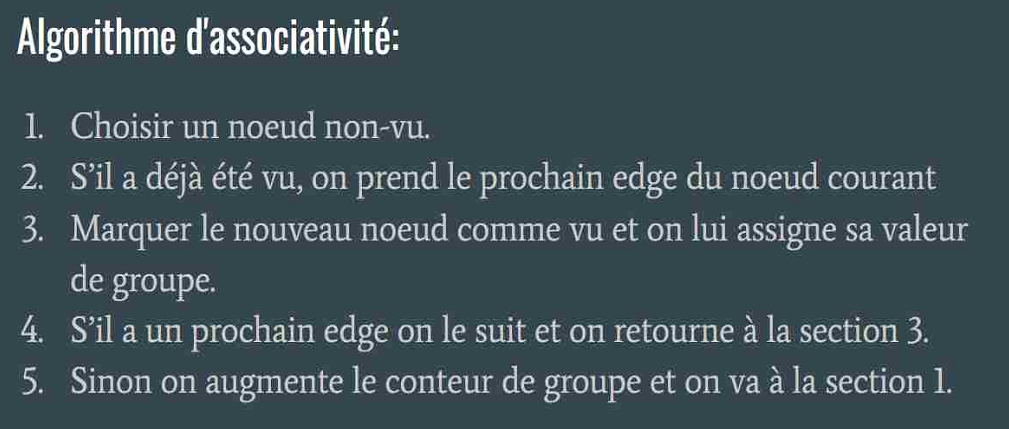 Algorithme d'associativité:
1. Choisir un noeud non-vu.
2. S’il a déjà été vu, on prend le prochain edge du noeud courant
3. Marquer le nouveau noeud comme vu et on lui assigne sa valeur
de groupe.
4. S’il a un prochain edge on le suit et on retourne à la section 3.
5. Sinon on augmente le conteur de groupe et on va à la section 1.